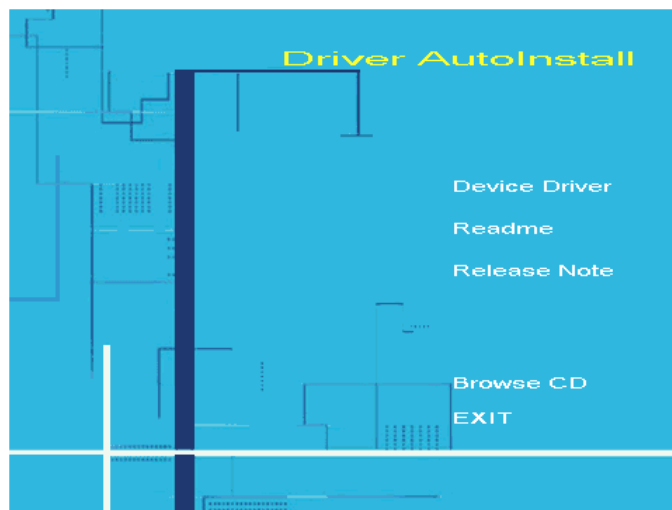 Driver AutoInstall
Device Driver
Readme
Release Note
Browse CD
EXIT